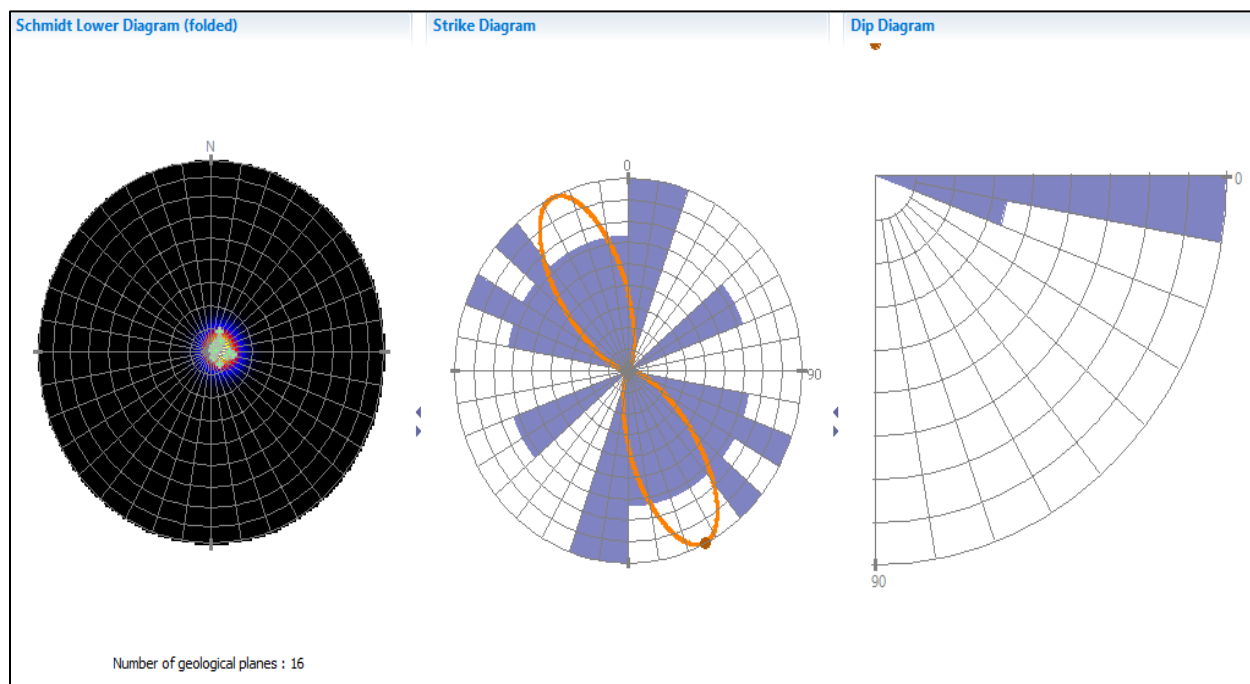 Schmidt Lower Diagram (folded)
Strike Diagram
Dip Diagram
N
0
90
0
90
Number of geological planes : 16